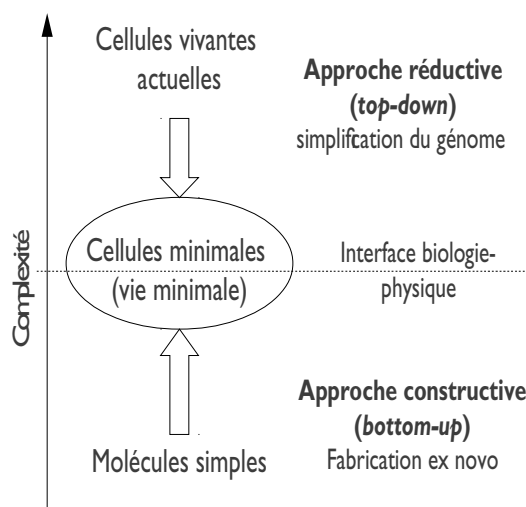 Cellules vivantes
actuelles
Approche réductive
(top-down)
simplification du génome
Complexité
Cellules minimales
(vie minimale)
Interface biologie-
physique
Approche constructive
(bottom-up)
Fabrication ex novo
Molécules simples